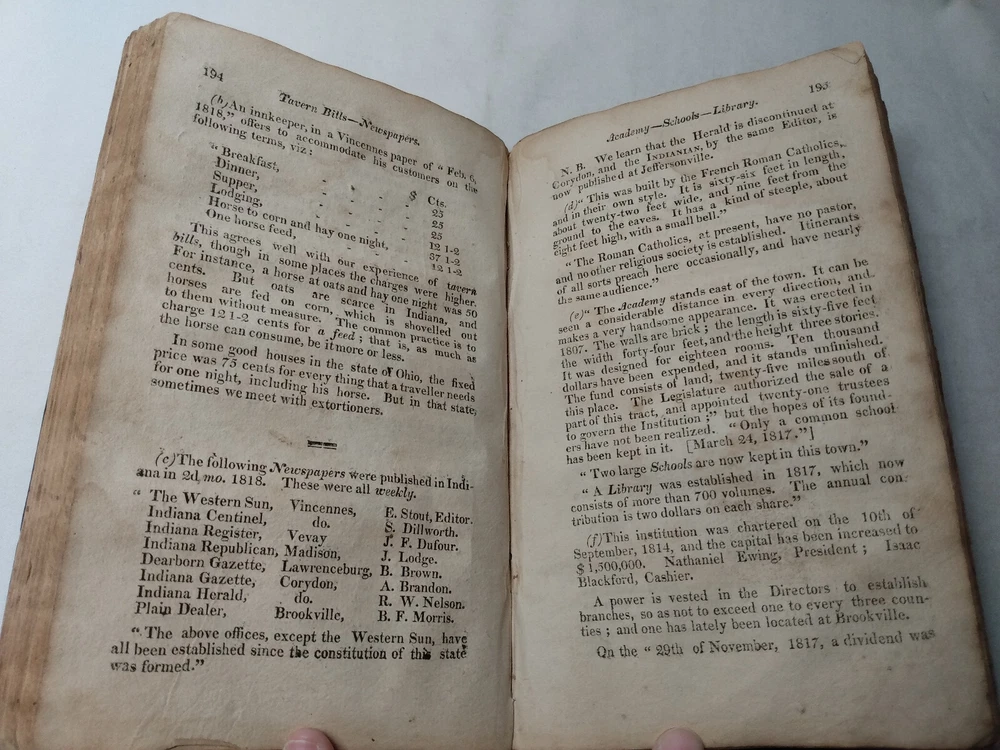 194
Tavern Bills—Newspapers.
(b) An innkeeper, in a Vincennes paper of "Feb. 6,
1818," offers to accommodate his customers on the
following terms, viz:
$ Cts.
"Breakfast, - - - 25
Dinner, - - - 25
Supper, - - - 25
Lodging, - - - 12 1-2
Horse to corn and hay one night, - 37 1-2
One horse feed, - - 12 1-2
This agrees well with our experience of tavern
bills, though in some places the charges were higher.
For instance, a horse at oats and hay one night was 50
cents. But oats are scarce in Indiana, and
horses are fed on corn, which is shovelled out
to them without measure. The common practice is to
charge 12 1-2 cents for a feed; that is, as much as
the horse can consume, be it more or less.
In some good houses in the state of Ohio, the fixed
price was 75 cents for every thing that a traveller needs
for one night, including his horse. But in that state,
sometimes we meet with extortioners.
(c) The following Newspapers were published in Indi-
ana in 2d, mo. 1818. These were all weekly.
"The Western Sun, Vincennes, E. Stout, Editor.
Indiana Centinel, do. S. Dillworth.
Indiana Register, Vevay J. F. Dufour.
Indiana Republican, Madison, J. Lodge.
Dearborn Gazette, Lawrenceburg, B. Brown.
Indiana Gazette, Corydon, A. Brandon.
Indiana Herald, do. R. W. Nelson.
Plain Dealer, Brookville, B. F. Morris.
"The above offices, except the Western Sun, have
all been established since the constitution of this state
was formed."
195
Academy—Schools—Library.
N. B. We learn that the Herald is discontinued at
Corydon, and the INDIANIAN, by the same Editor, is
now published at Jeffersonville.
(d) "This was built by the French Roman Catholics,
and in their own style. It is sixty-six feet in length,
about twenty-two feet wide, and nine feet from the
ground to the eaves. It has a kind of steeple, about
eight feet high, with a small bell."
"The Roman Catholics, at present, have no pastor,
and no other religious society is established. Itinerants
of all sorts preach here occasionally, and have nearly
the same audience."
(e) "The Academy stands east of the town. It can be
seen a considerable distance in every direction, and
makes a very handsome appearance. It was erected in
1807. The walls are brick; the length is sixty-five feet
the width forty-four feet, and the height three stories.
It was designed for eighteen rooms. Ten thousand
dollars have been expended, and it stands unfinished.
The fund consists of land, twenty-five miles south of
this place. The Legislature authorized the sale of a
part of this tract, and appointed twenty-one trustees
to govern the Institution;" but the hopes of its found-
ers have not been realized. "Only a common school
has been kept in it. [March 24, 1817."]
"Two large Schools are now kept in this town."
"A Library was established in 1817, which now
consists of more than 700 volumes. The annual con-
tribution is two dollars on each share."
(f) This institution was chartered on the 10th of
September, 1814, and the capital has been increased to
$1,500,000. Nathaniel Ewing, President; Isaac
Blackford, Cashier.
A power is vested in the Directors to establish
branches, so as not to exceed one to every three coun-
ties; and one has lately been located at Brookville.
On the "29th of November, 1817, a dividend was